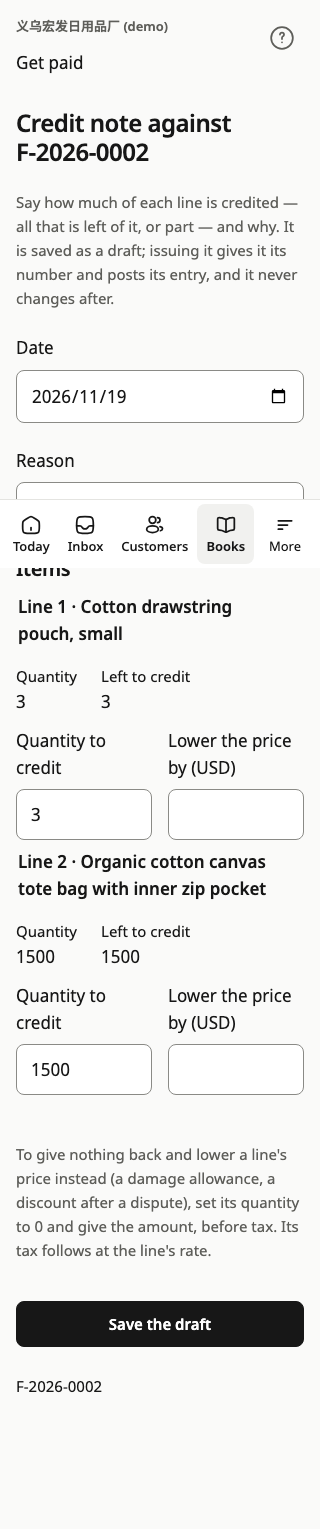 义乌宏发日用品厂 (demo)
Get paid
Credit note against
F-2026-0002
Say how much of each line is credited —
all that is left of it, or part — and why. It
is saved as a draft; issuing it gives it its
number and posts its entry, and it never
changes after.
Date
2026/11/19
Reason
Today Inbox Customers Books More
Items
Line 1 · Cotton drawstring
pouch, small
Quantity Left to credit
3 3
Quantity to credit
Lower the price by (USD)
3
Line 2 · Organic cotton canvas
tote bag with inner zip pocket
Quantity Left to credit
1500 1500
Quantity to credit
Lower the price by (USD)
1500
To give nothing back and lower a line's
price instead (a damage allowance, a
discount after a dispute), set its quantity
to 0 and give the amount, before tax. Its
tax follows at the line's rate.
Save the draft
F-2026-0002